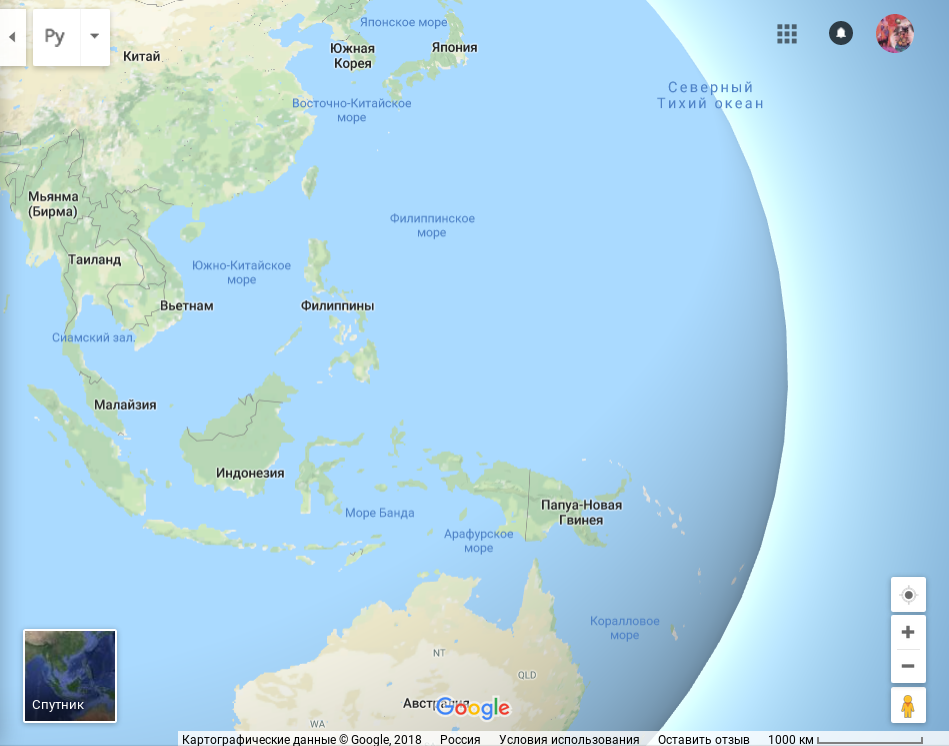 Ру
Японское море
Китай
Южная
Корея
Япония
Северный
Тихий океан
Восточно-Китайское
море
Мьянма
(Бирма)
Филиппинское
море
Таиланд
Южно-Китайское
море
Вьетнам
Филиппины
Сиамский зал.
Малайзия
Индонезия
Папуа-Новая
Гвинея
Море Банда
Арафурское
море
Коралловое
море
NT
QLD
Австралия
Google
WA
Спутник
Картографические данные © Google, 2018 Россия Условия использования Оставить отзыв 1000 км